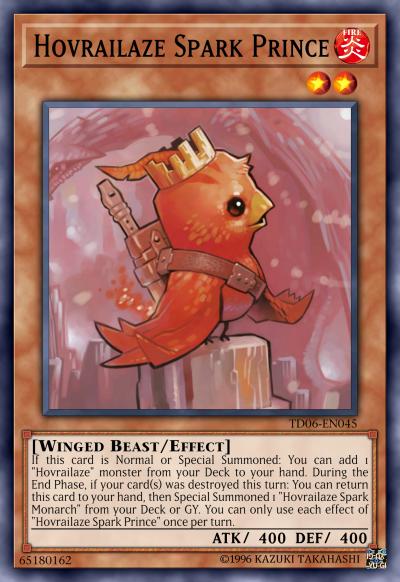 Hovrailaze Spark Prince
FIRE
炎
TD06-EN045
[Winged Beast/Effect]
If this card is Normal or Special Summoned: You can add 1
"Hovrailaze" monster from your Deck to your hand. During the
End Phase, if your card(s) was destroyed this turn: You can return
this card to your hand, then Special Summoned 1 "Hovrailaze Spark
Monarch" from your Deck or GY. You can only use each effect of
"Hovrailaze Spark Prince" once per turn.
ATK/ 400 DEF/ 400
65180162 ©1996 KAZUKI TAKAHASHI